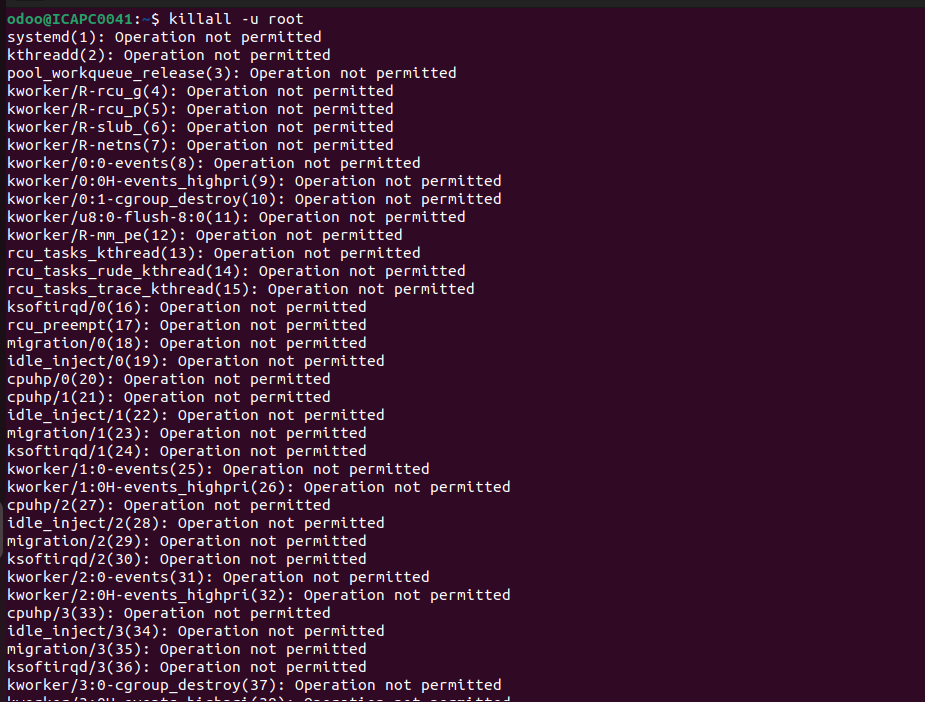 odoo@ICAPC0041:~$ killall -u root
systemd(1): Operation not permitted
kthreadd(2): Operation not permitted
pool_workqueue_release(3): Operation not permitted
kworker/R-rcu_g(4): Operation not permitted
kworker/R-rcu_p(5): Operation not permitted
kworker/R-slub_(6): Operation not permitted
kworker/R-netns(7): Operation not permitted
kworker/0:0-events(8): Operation not permitted
kworker/0:0H-events_highpri(9): Operation not permitted
kworker/0:1-cgroup_destroy(10): Operation not permitted
kworker/u8:0-flush-8:0(11): Operation not permitted
kworker/R-mm_pe(12): Operation not permitted
rcu_tasks_kthread(13): Operation not permitted
rcu_tasks_rude_kthread(14): Operation not permitted
rcu_tasks_trace_kthread(15): Operation not permitted
ksoftirqd/0(16): Operation not permitted
rcu_preempt(17): Operation not permitted
migration/0(18): Operation not permitted
idle_inject/0(19): Operation not permitted
cpuhp/0(20): Operation not permitted
cpuhp/1(21): Operation not permitted
idle_inject/1(22): Operation not permitted
migration/1(23): Operation not permitted
ksoftirqd/1(24): Operation not permitted
kworker/1:0-events(25): Operation not permitted
kworker/1:0H-events_highpri(26): Operation not permitted
cpuhp/2(27): Operation not permitted
idle_inject/2(28): Operation not permitted
migration/2(29): Operation not permitted
ksoftirqd/2(30): Operation not permitted
kworker/2:0-events(31): Operation not permitted
kworker/2:0H-events_highpri(32): Operation not permitted
cpuhp/3(33): Operation not permitted
idle_inject/3(34): Operation not permitted
migration/3(35): Operation not permitted
ksoftirqd/3(36): Operation not permitted
kworker/3:0-cgroup_destroy(37): Operation not permitted